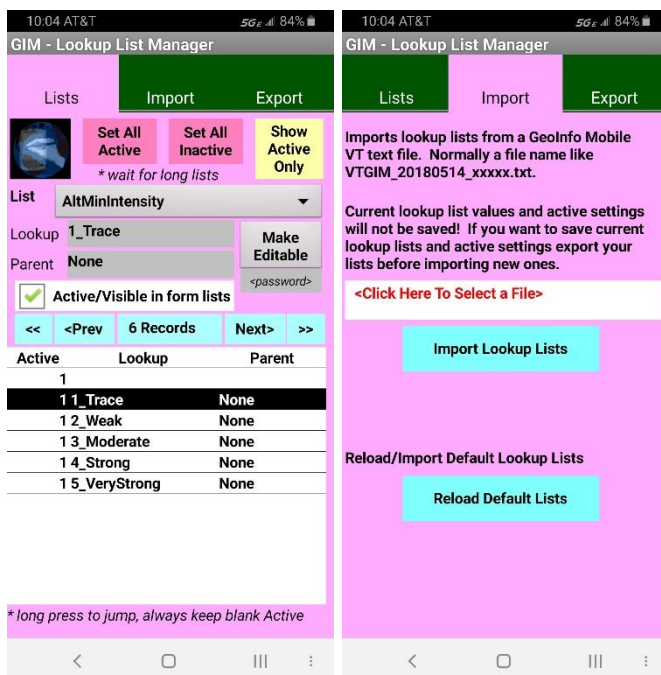 10:04 AT&T 5GE 84%
GIM - Lookup List Manager
Lists Import Export
Set All Active
Set All Inactive
Show Active Only
* wait for long lists
List AltMinIntensity
Lookup 1_Trace
Parent None
Make Editable
<password>
Active/Visible in form lists
<< <Prev 6 Records Next> >>
Active Lookup Parent
1
1 1_Trace None
1 2_Weak None
1 3_Moderate None
1 4_Strong None
1 5_VeryStrong None
* long press to jump, always keep blank Active
10:04 AT&T 5GE 84%
GIM - Lookup List Manager
Lists Import Export
Imports lookup lists from a GeoInfo Mobile
VT text file. Normally a file name like
VTGIM_20180514_xxxxx.txt.
Current lookup list values and active settings
will not be saved! If you want to save current
lookup lists and active settings export your
lists before importing new ones.
<Click Here To Select a File>
Import Lookup Lists
Reload/Import Default Lookup Lists
Reload Default Lists